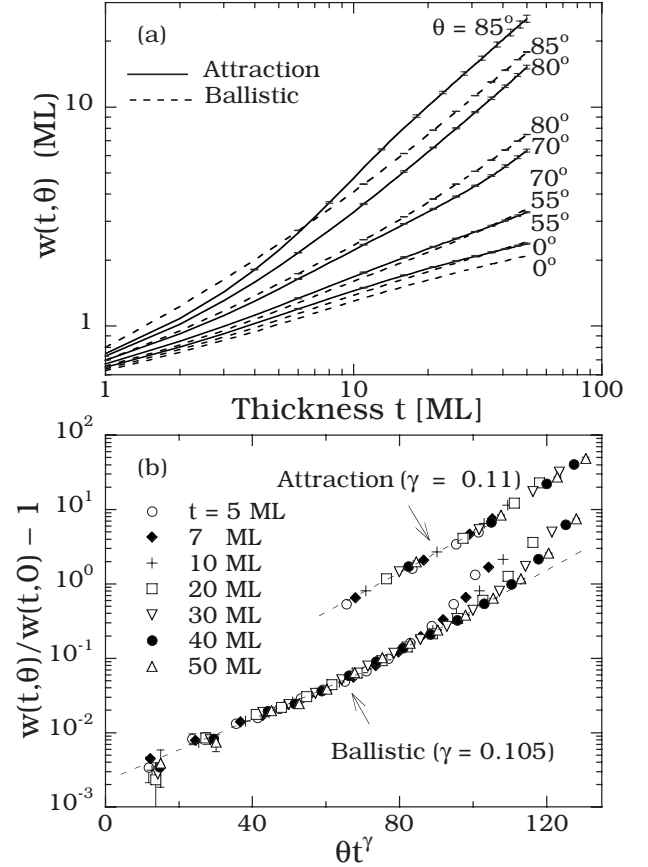 (a)
Attraction
Ballistic
θ = 85°
85°
80°
80°
70°
70°
55°
55°
0°
0°
10
1
w(t,θ) (ML)
1
10
100
Thickness t [ML]
(b)
10²
10¹
10⁰
10⁻¹
10⁻²
10⁻³
w(t,θ)/w(t,0) − 1
Attraction (γ = 0.11)
t = 5 ML
7 ML
10 ML
20 ML
30 ML
40 ML
50 ML
Ballistic (γ = 0.105)
0
40
80
120
θt^γ